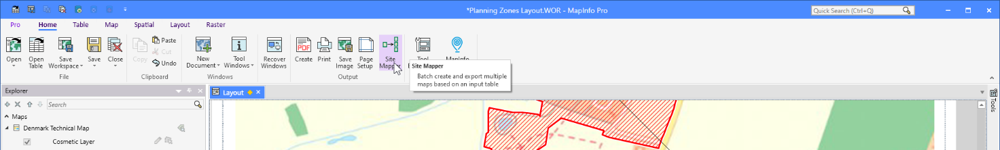 *Planning Zones Layout.WOR - MapInfo Pro
Quick Search (Ctrl+Q)
Pro Home Table Map Spatial Layout Raster
Open
Open Table
Save Workspace
Save
Close
File
Copy
Paste
Cut
Undo
Clipboard
New Document
Tool Windows
Recover Windows
Windows
PDF
Create
Print
Save Image
Page Setup
Site Mapper
Output
Tool
MapInfo
Site Mapper
Batch create and export multiple
maps based on an input table
Explorer
Search
Maps
Denmark Technical Map
Cosmetic Layer
Layout
Tools